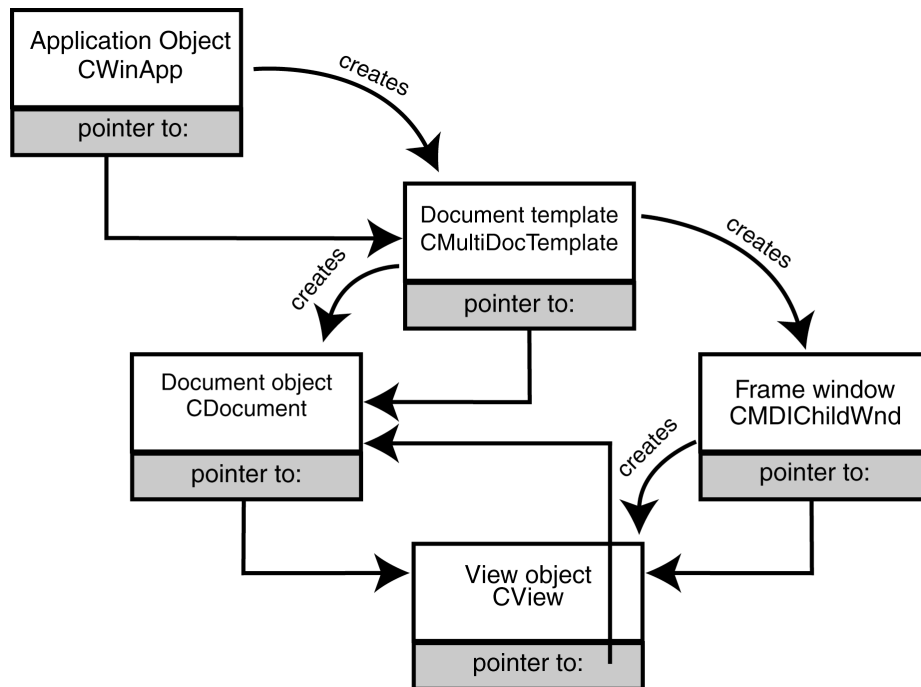 Application Object
CWinApp
pointer to:
creates
Document template
CMultiDocTemplate
pointer to:
creates
creates
Document object
CDocument
pointer to:
Frame window
CMDIChildWnd
pointer to:
creates
View object
CView
pointer to: